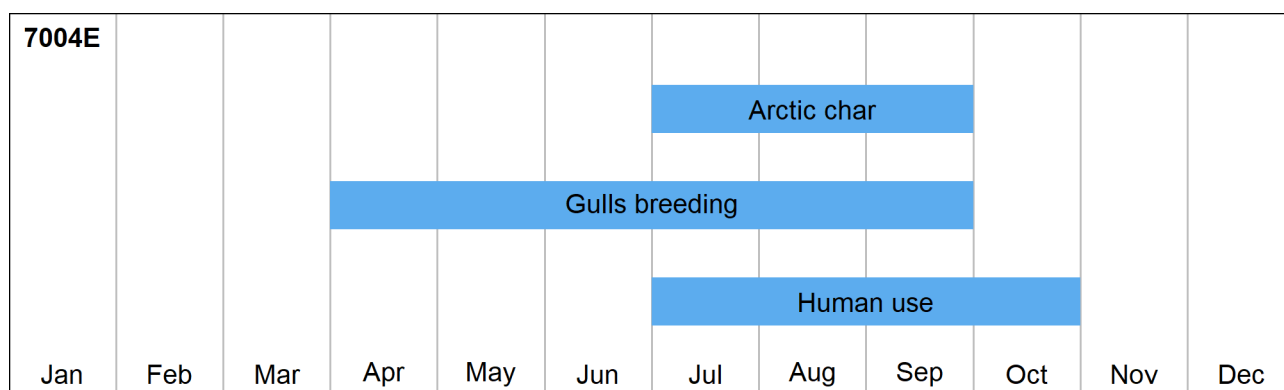 7004E
Arctic char
Gulls breeding
Human use
Jan Feb Mar Apr May Jun Jul Aug Sep Oct Nov Dec